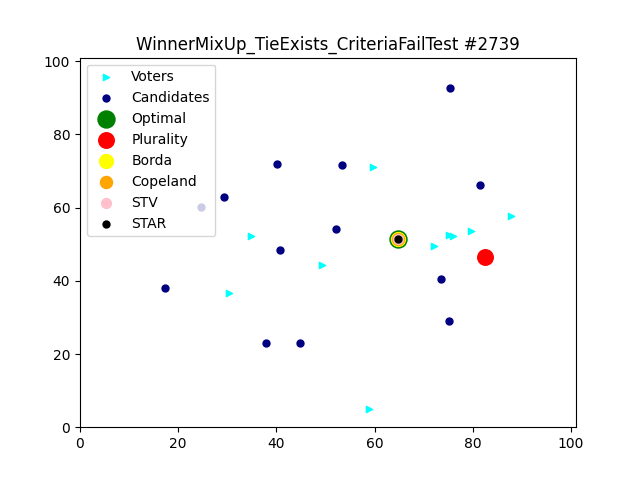 WinnerMixUp_TieExists_CriteriaFailTest #2739
100
80
60
40
20
0
0 20 40 60 80 100
Voters
Candidates
Optimal
Plurality
Borda
Copeland
STV
STAR